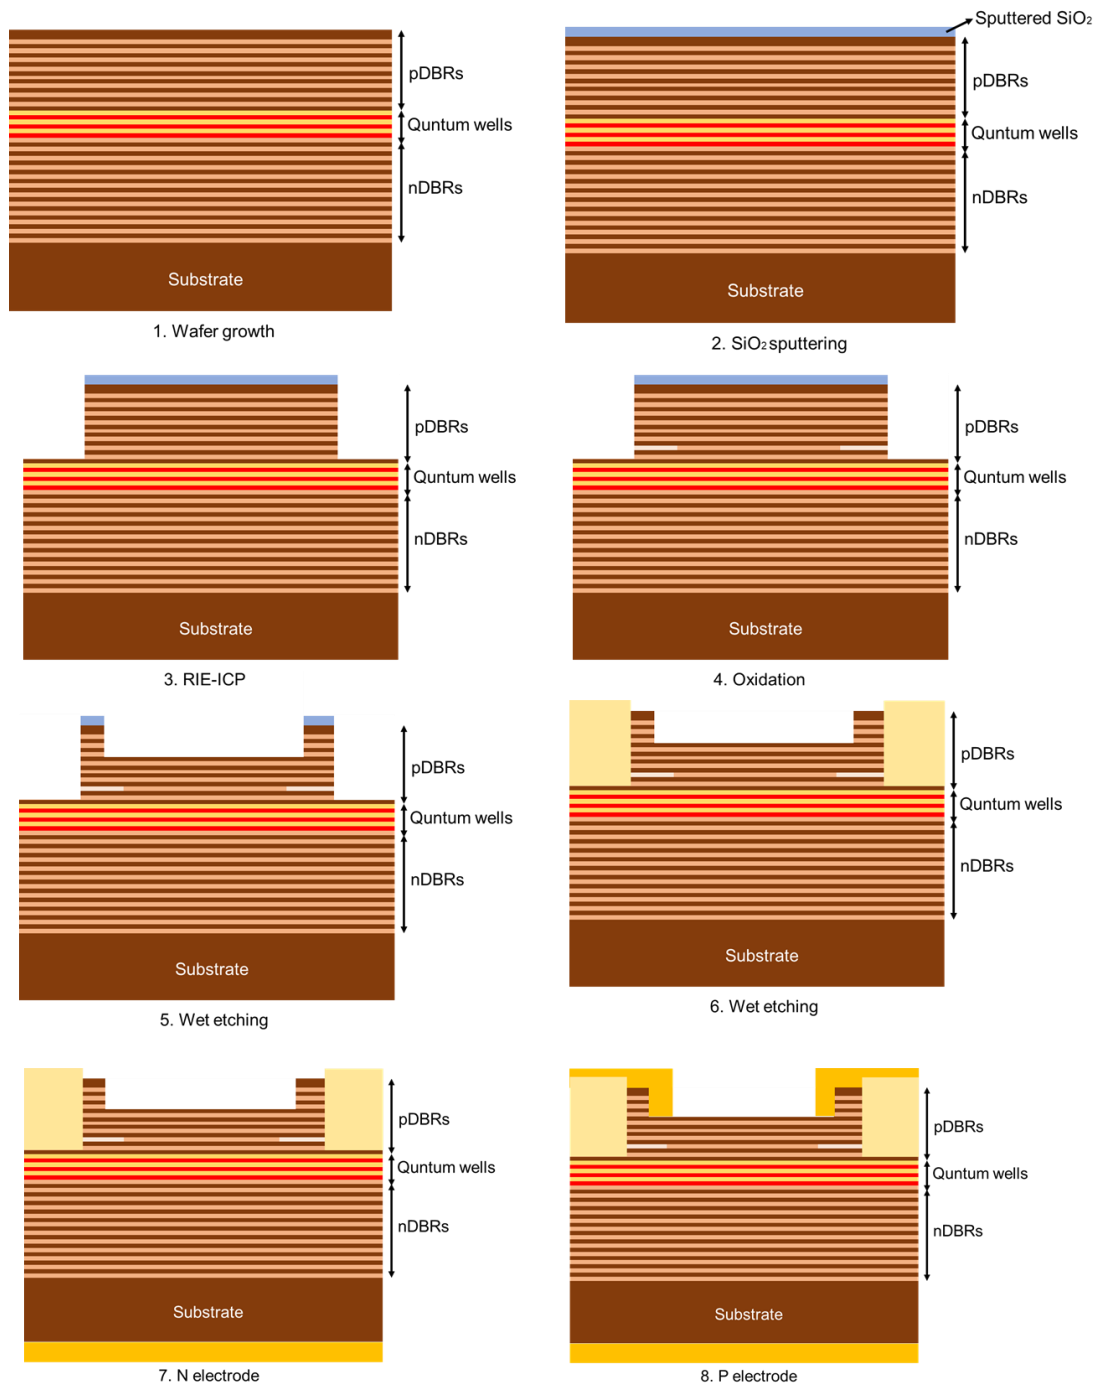 pDBRs
Quntum wells
nDBRs
Substrate
1. Wafer growth
Sputtered SiO₂
pDBRs
Quntum wells
nDBRs
Substrate
2. SiO₂ sputtering
pDBRs
Quntum wells
nDBRs
Substrate
3. RIE-ICP
pDBRs
Quntum wells
nDBRs
Substrate
4. Oxidation
pDBRs
Quntum wells
nDBRs
Substrate
5. Wet etching
pDBRs
Quntum wells
nDBRs
Substrate
6. Wet etching
pDBRs
Quntum wells
nDBRs
Substrate
7. N electrode
pDBRs
Quntum wells
nDBRs
Substrate
8. P electrode